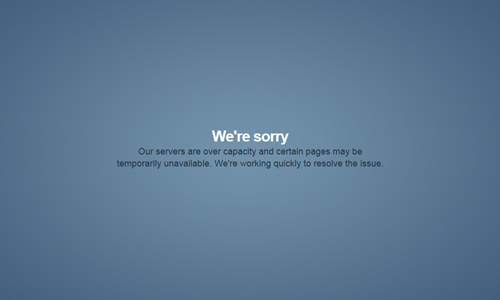 We're sorry
Our servers are over capacity and certain pages may be
temporarily unavailable. We're working quickly to resolve the issue.